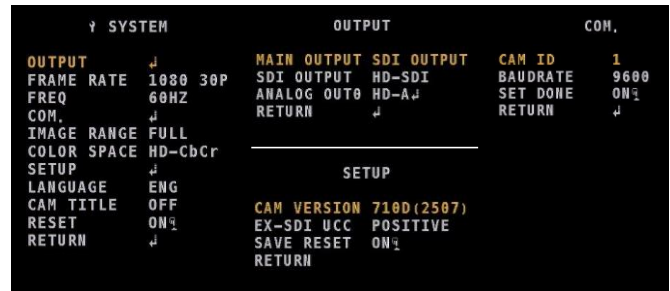 SYSTEM
OUTPUT ↲
FRAME RATE 1080 30P
FREQ 60HZ
COM. ↲
IMAGE RANGE FULL
COLOR SPACE HD-CbCr
SETUP ↲
LANGUAGE ENG
CAM TITLE OFF
RESET ON
RETURN ↲
OUTPUT
MAIN OUTPUT SDI OUTPUT
SDI OUTPUT HD-SDI
ANALOG OUT0 HD-A↲
RETURN ↲
SETUP
CAM VERSION 710D(2507)
EX-SDI UCC POSITIVE
SAVE RESET ON
RETURN
COM.
CAM ID 1
BAUDRATE 9600
SET DONE ON
RETURN ↲